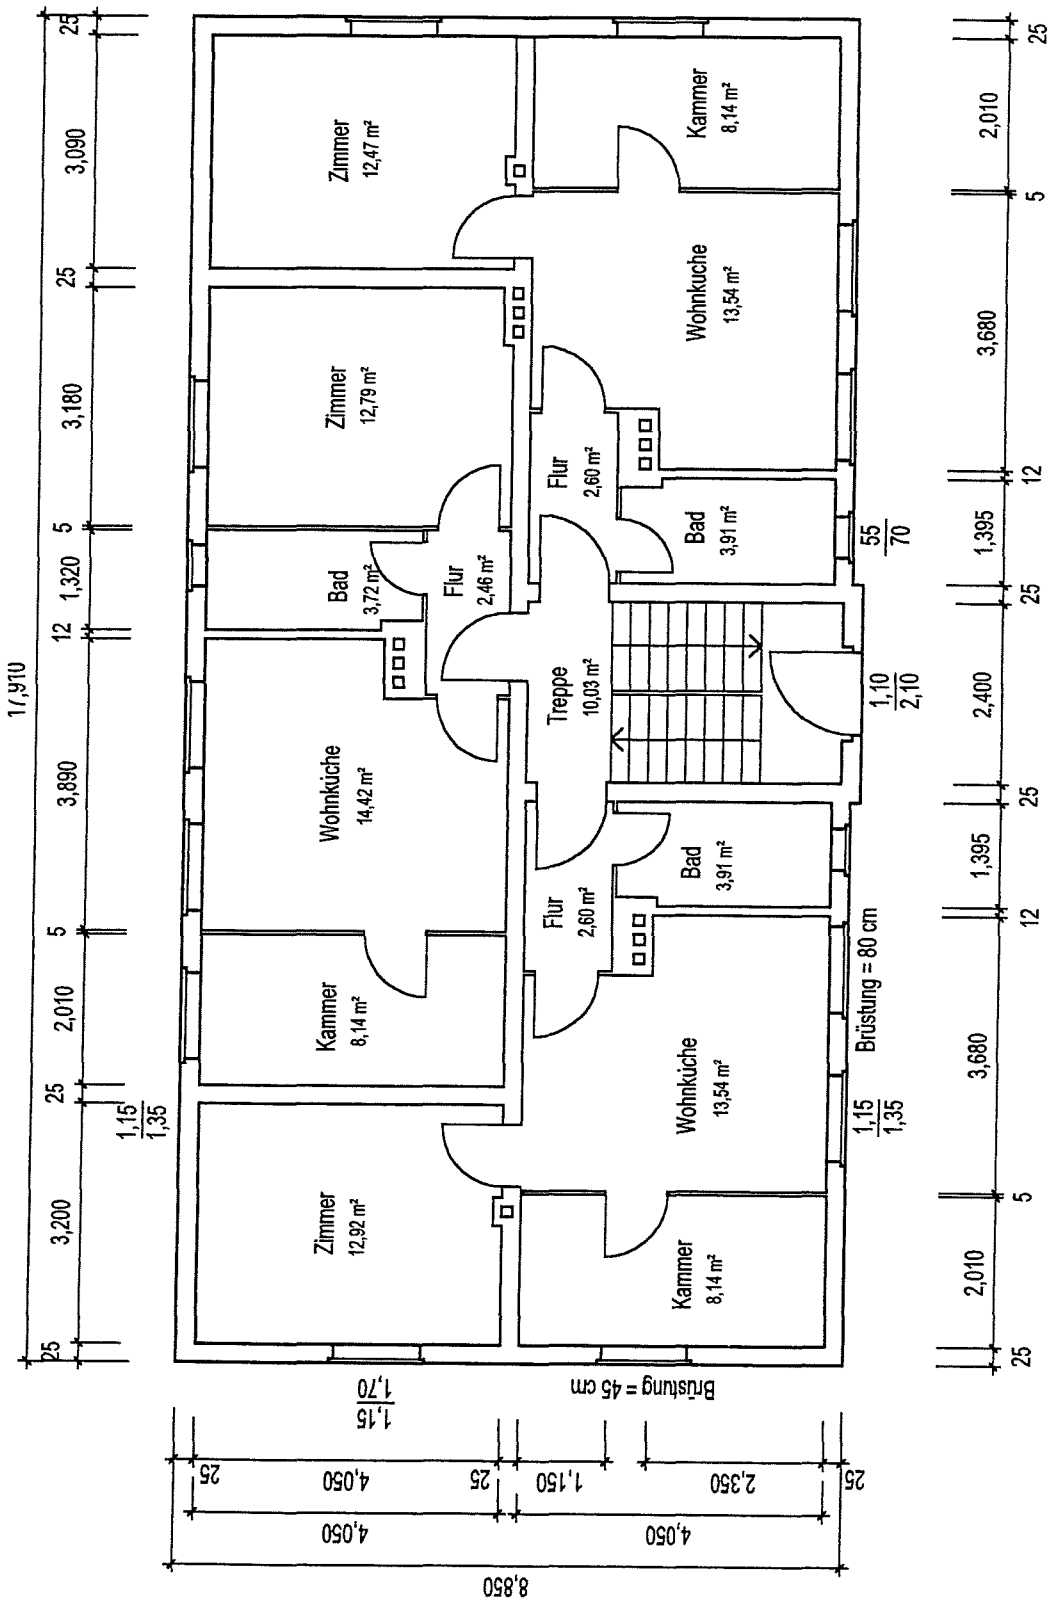 17,910
25
3,200
25
2,010
5
3,890
12
1,320
5
3,180
25
3,090
25
1,15
1,35
Zimmer
12,92 m²
Kammer
8,14 m²
Wohnküche
14,42 m²
Bad
3,72 m²
Flur
2,46 m²
Zimmer
12,79 m²
Zimmer
12,47 m²
Flur
2,60 m²
Treppe
10,03 m²
Flur
2,60 m²
Kammer
8,14 m²
Wohnkuche
13,54 m²
Bad
3,91 m²
Bad
3,91 m²
Wohnkuche
13,54 m²
Kammer
8,14 m²
1,15
1,35
Brüstung = 80 cm
1,10
2,10
55
70
25
2,010
5
3,680
12
1,395
25
2,400
25
1,395
12
3,680
5
2,010
25
1,15
1,70
Brüstung = 45 cm
25
4,050
25
1,150
2,350
25
4,050
4,050
8,850